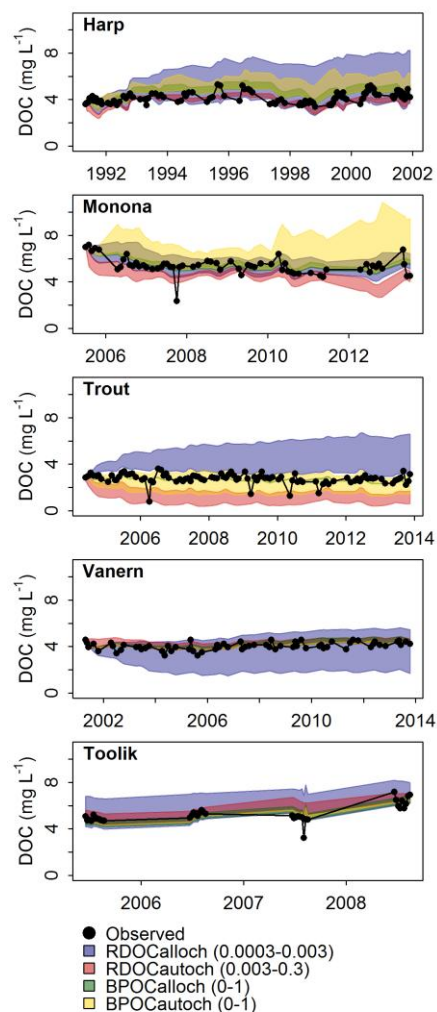 Harp
DOC (mg L⁻¹)
8
4
0
1992 1994 1996 1998 2000 2002
Monona
DOC (mg L⁻¹)
8
4
0
2006 2008 2010 2012
Trout
DOC (mg L⁻¹)
8
4
0
2006 2008 2010 2012 2014
Vanern
DOC (mg L⁻¹)
8
4
0
2002 2006 2010 2014
Toolik
DOC (mg L⁻¹)
8
4
0
2006 2007 2008
Observed
RDOCalloch (0.0003-0.003)
RDOCautoch (0.003-0.3)
BPOCalloch (0-1)
BPOCautoch (0-1)